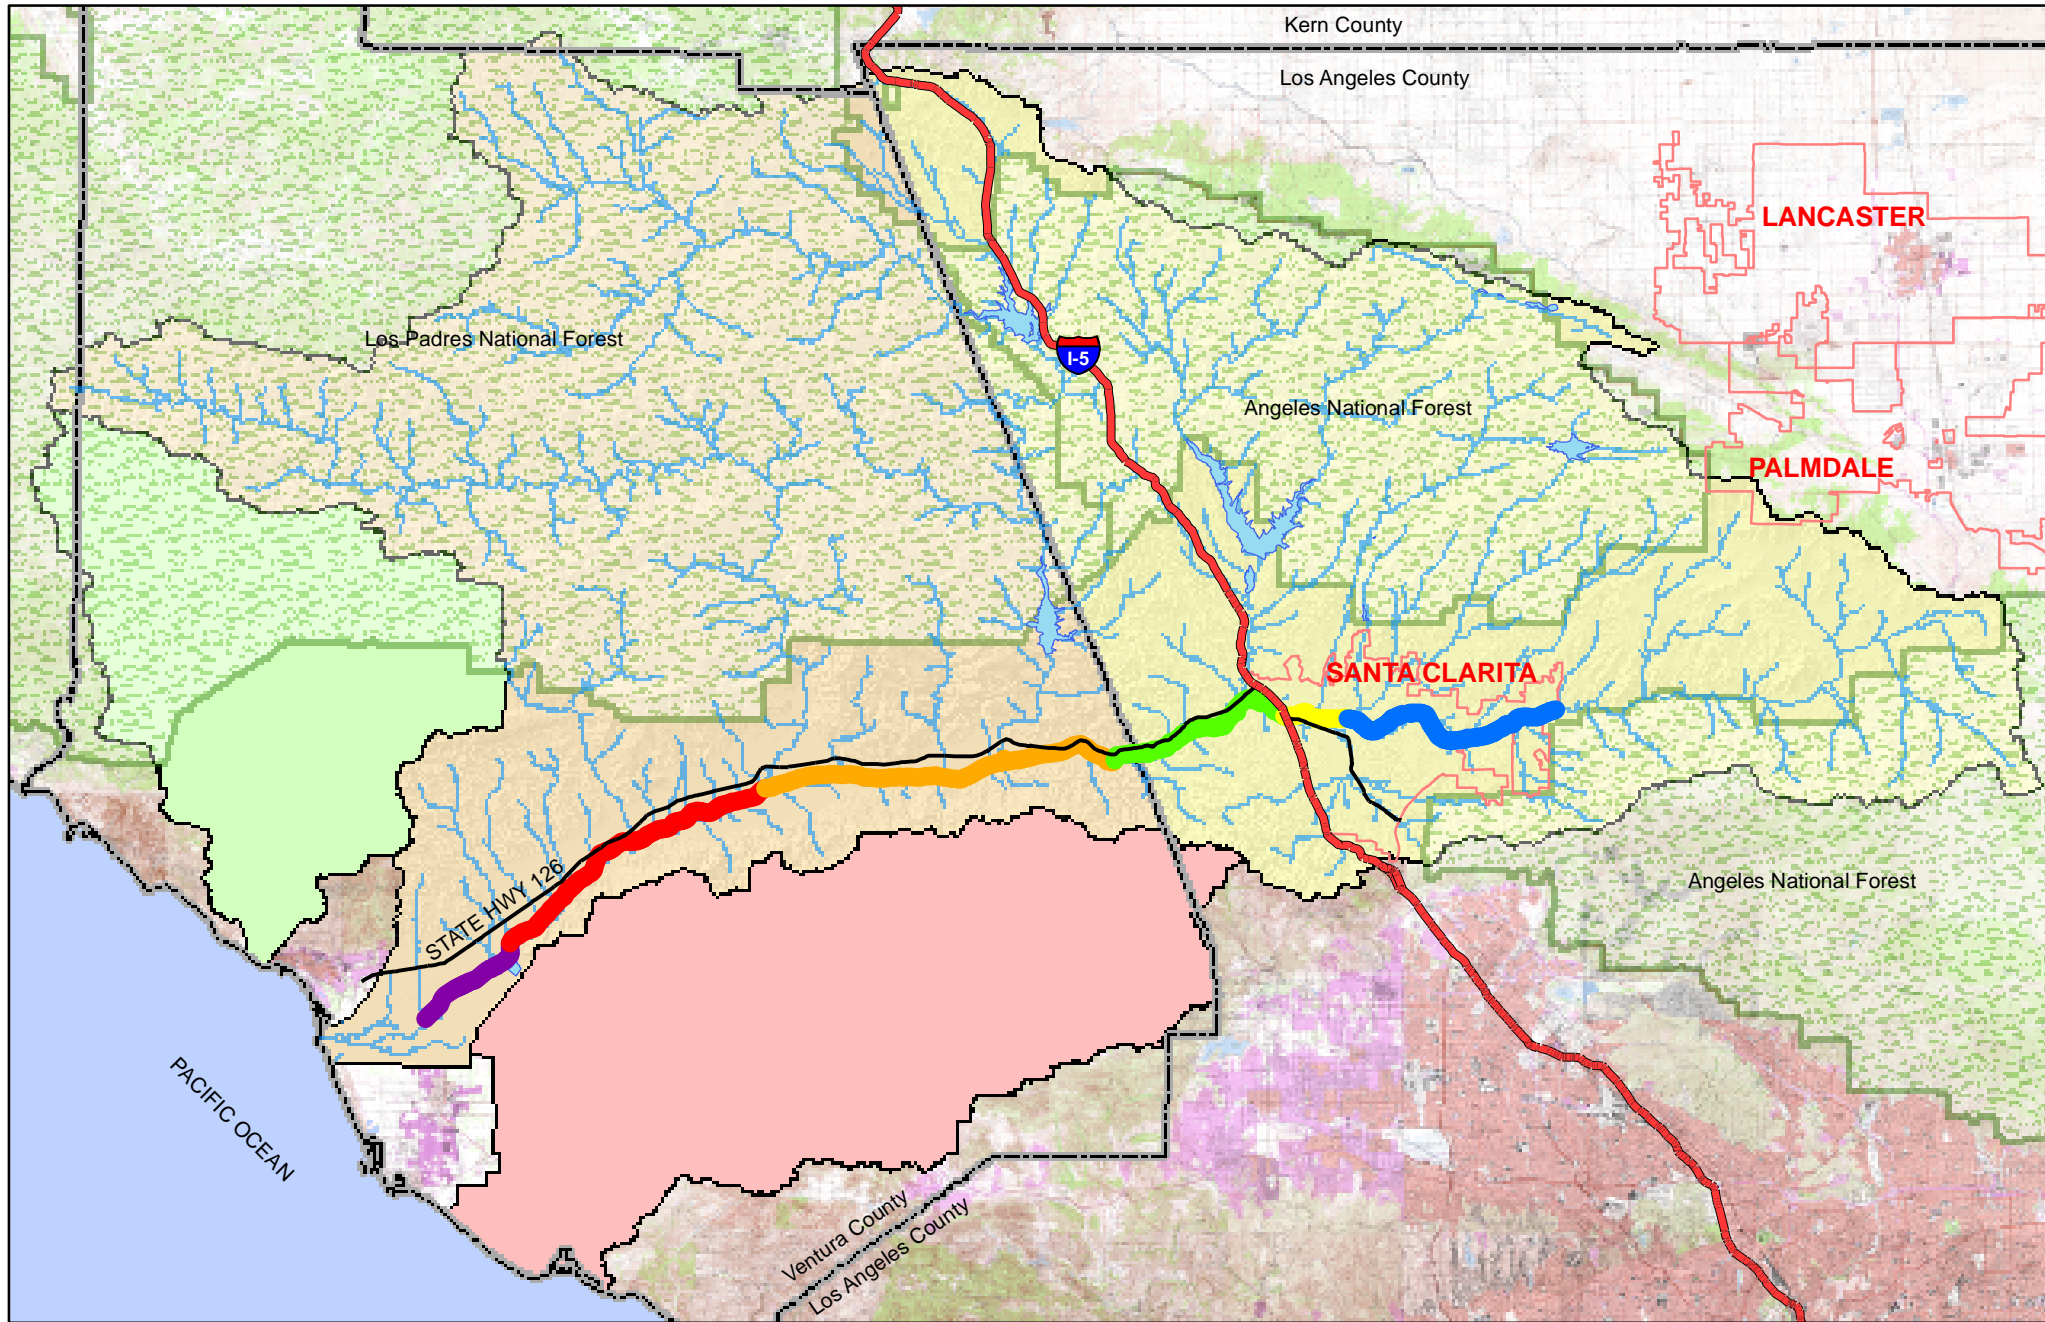 Kern County
Los Angeles County
LANCASTER
Los Padres National Forest
I-5
Angeles National Forest
PALMDALE
SANTA CLARITA
STATE HWY 126
Angeles National Forest
PACIFIC OCEAN
Ventura County
Los Angeles County